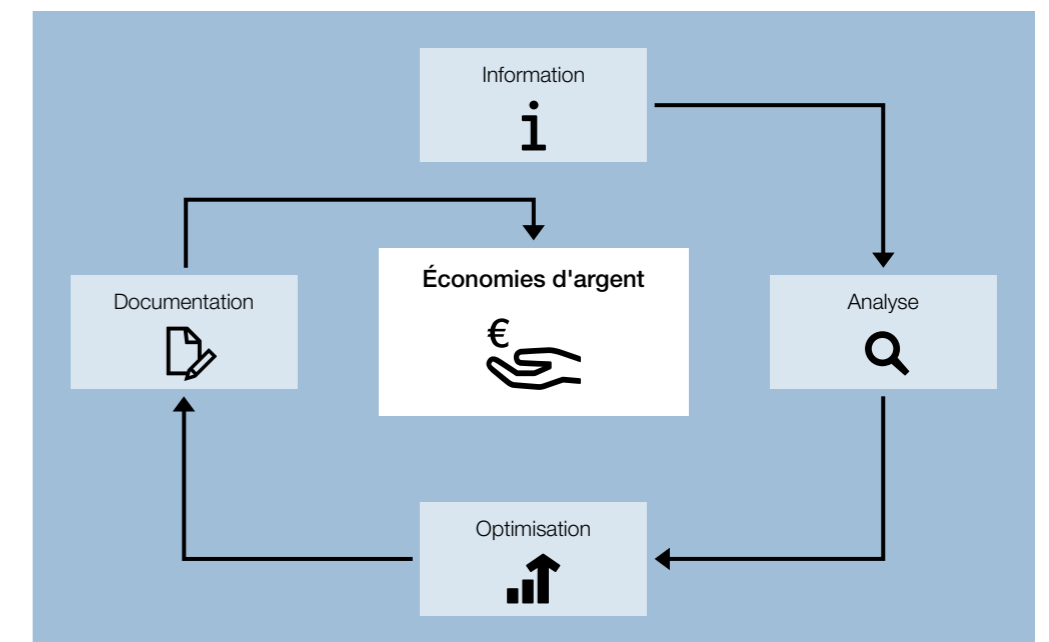 Information
i
Économies d'argent
€
Documentation
Analyse
Optimisation